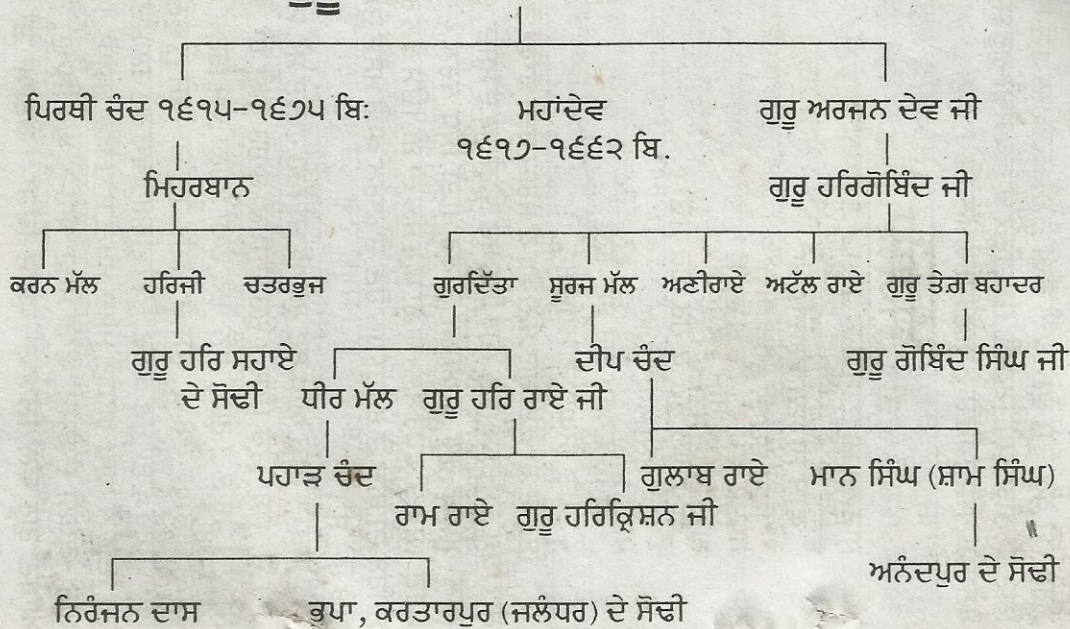 ਪਿਰਥੀ ਚੰਦ ੧੬੧੫-੧੬੭੫ ਬਿ: ਮਹਾਂਦੇਵ ਗੁਰੂ ਅਰਜਨ ਦੇਵ ਜੀ
੧੬੧੭-੧੬੬੨ ਬਿ.
ਮਿਹਰਬਾਨ ਗੁਰੂ ਹਰਿਗੋਬਿੰਦ ਜੀ
ਕਰਨ ਮੱਲ ਹਰਿਜੀ ਚਤਰਭੁਜ ਗੁਰਦਿੱਤਾ ਸੂਰਜ ਮੱਲ ਅਣੀਰਾਏ ਅਟੱਲ ਰਾਏ ਗੁਰੂ ਤੇਗ਼ ਬਹਾਦਰ
ਗੁਰੂ ਹਰਿ ਸਹਾਏ ਦੀਪ ਚੰਦ ਗੁਰੂ ਗੋਬਿੰਦ ਸਿੰਘ ਜੀ
ਦੇ ਸੋਢੀ ਧੀਰ ਮੱਲ ਗੁਰੂ ਹਰਿ ਰਾਏ ਜੀ
ਪਹਾੜ ਚੰਦ ਗੁਲਾਬ ਰਾਏ ਮਾਨ ਸਿੰਘ (ਸ਼ਾਮ ਸਿੰਘ)
ਰਾਮ ਰਾਏ ਗੁਰੂ ਹਰਿਕ੍ਰਿਸ਼ਨ ਜੀ
ਅਨੰਦਪੁਰ ਦੇ ਸੋਢੀ
ਨਿਰੰਜਨ ਦਾਸ ਭੁਪਾ, ਕਰਤਾਰਪੁਰ (ਜਲੰਧਰ) ਦੇ ਸੋਢੀ